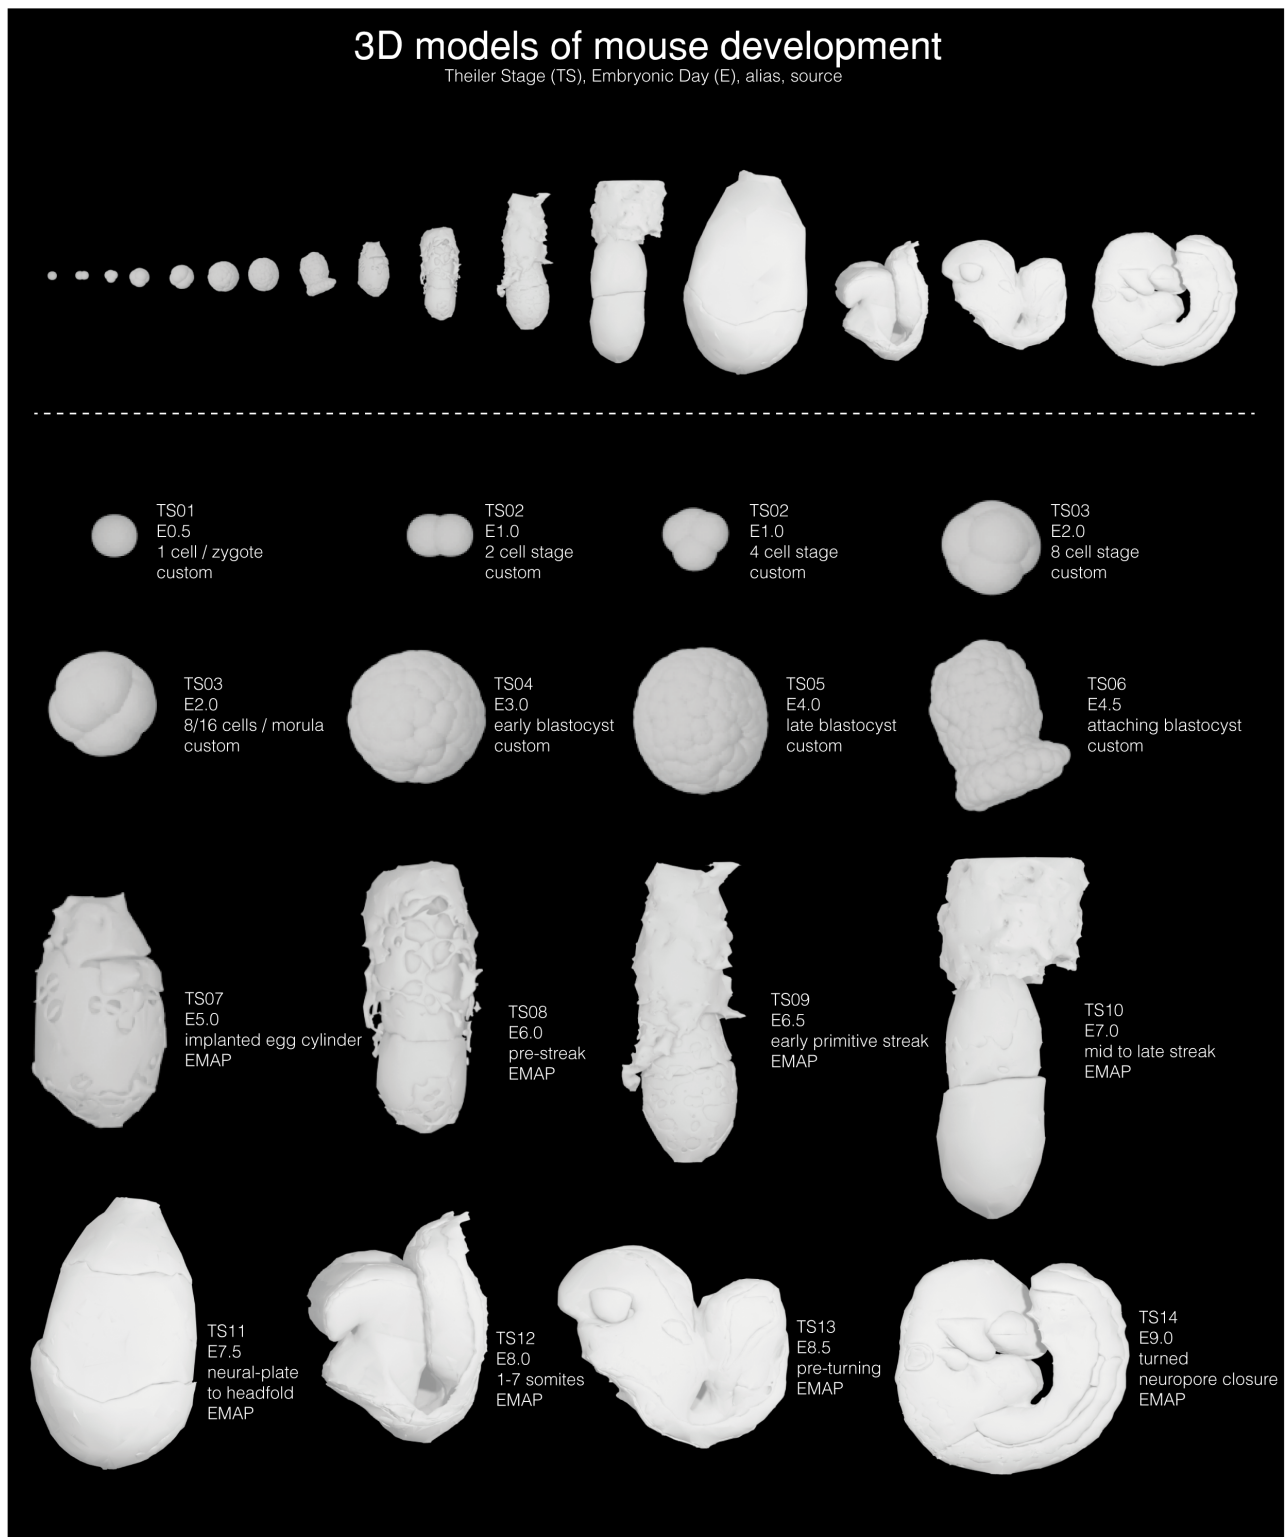 3D models of mouse development
Theiler Stage (TS), Embryonic Day (E), alias, source
TS01
E0.5
1 cell / zygote
custom
TS02
E1.0
2 cell stage
custom
TS02
E1.0
4 cell stage
custom
TS03
E2.0
8 cell stage
custom
TS03
E2.0
8/16 cells / morula
custom
TS04
E3.0
early blastocyst
custom
TS05
E4.0
late blastocyst
custom
TS06
E4.5
attaching blastocyst
custom
TS07
E5.0
implanted egg cylinder
EMAP
TS08
E6.0
pre-streak
EMAP
TS09
E6.5
early primitive streak
EMAP
TS10
E7.0
mid to late streak
EMAP
TS11
E7.5
neural-plate
to headfold
EMAP
TS12
E8.0
1-7 somites
EMAP
TS13
E8.5
pre-turning
EMAP
TS14
E9.0
turned
neuropore closure
EMAP